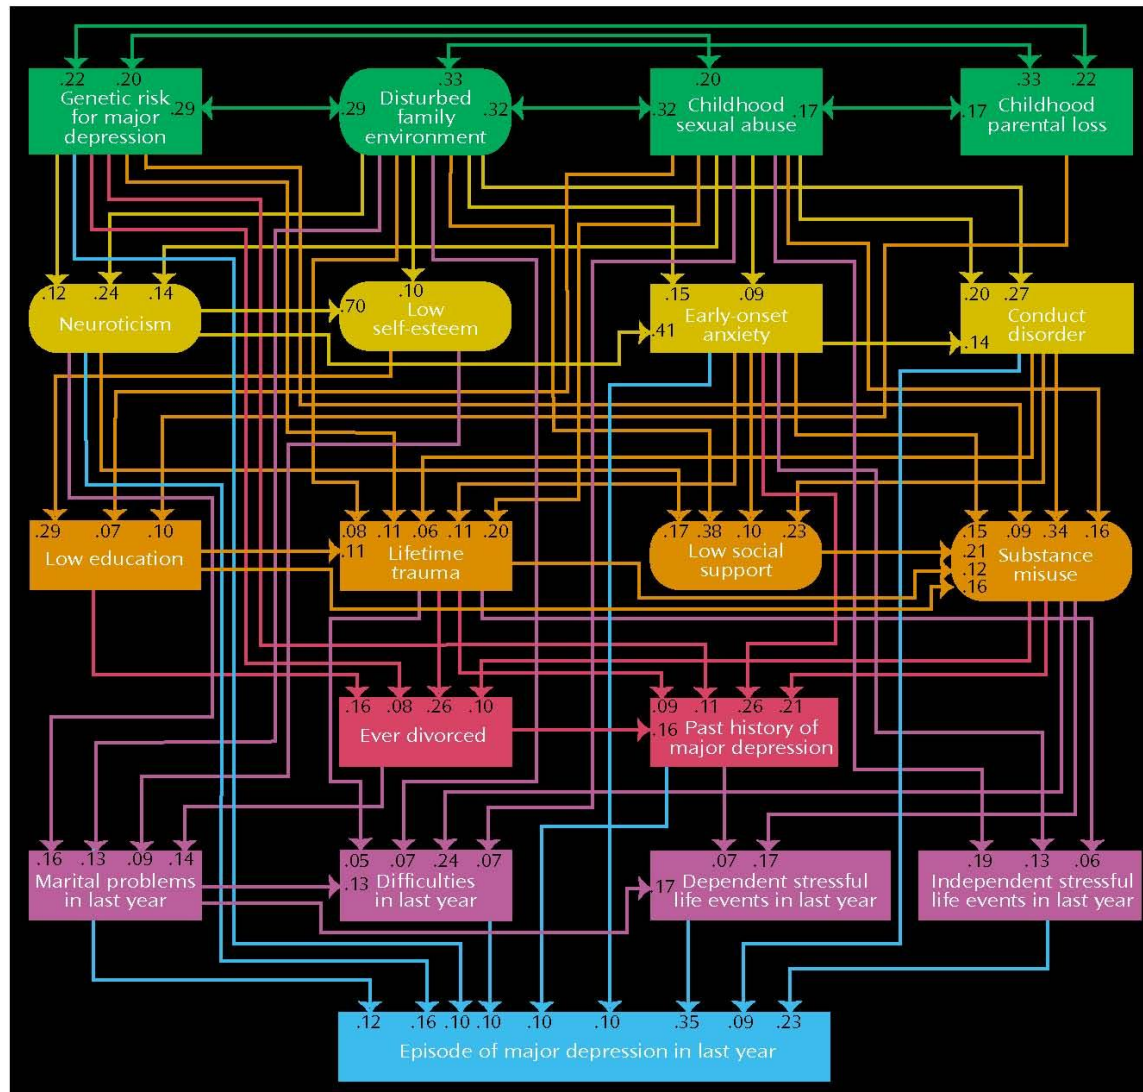 .22 .20 .33 .20 .33 .22
Genetic risk
for major
depression
.29
.29
Disturbed
family
environment
.32
.32
Childhood
sexual abuse
.17
.17
Childhood
parental loss
.12 .24 .14
Neuroticism
.70
.10
Low
self-esteem
.15 .09
.41
Early-onset
anxiety
.20 .27
.14
Conduct
disorder
.29 .07 .10
Low education
.08 .11 .06 .11 .20
.11
Lifetime
trauma
.17 .38 .10 .23
Low social
support
.15 .09 .34 .16
.21
.12
.16
Substance
misuse
.16 .08 .26 .10
Ever divorced
.09 .11 .26 .21
.16
Past history of
major depression
.16 .13 .09 .14
Marital problems
in last year
.05 .07 .24 .07
.13
Difficulties
in last year
.07 .17
.17
Dependent stressful
life events in last year
.19 .13 .06
Independent stressful
life events in last year
.12 .16 .10 .10 .10 .10 .35 .09 .23
Episode of major depression in last year